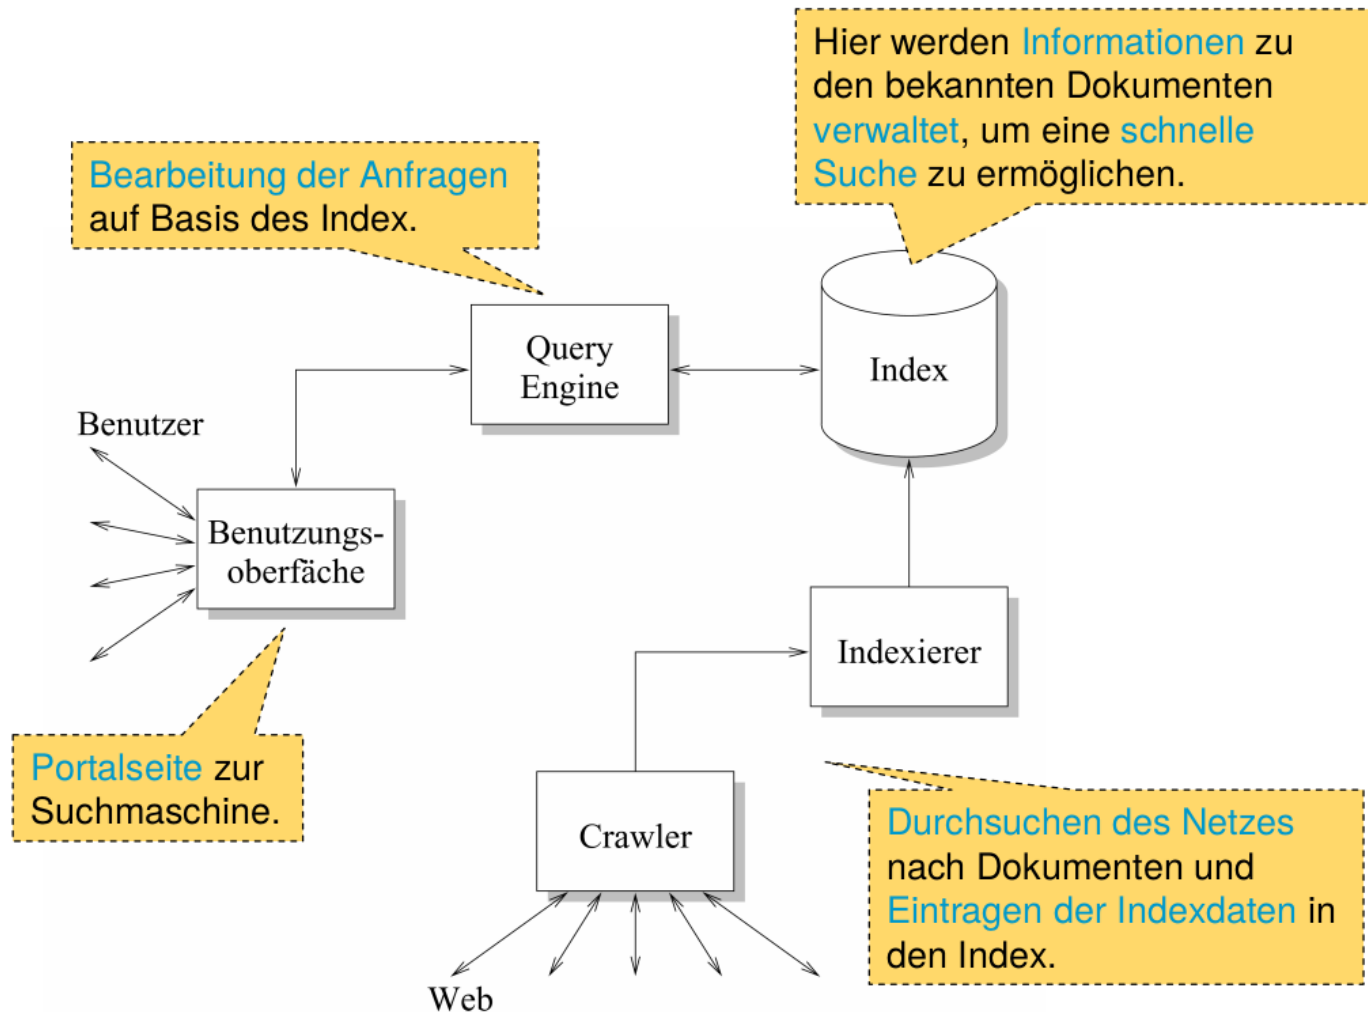 Hier werden Informationen zu
den bekannten Dokumenten
verwaltet, um eine schnelle
Suche zu ermöglichen.
Bearbeitung der Anfragen
auf Basis des Index.
Query
Engine
Index
Benutzer
Benutzungs-
oberfäche
Indexierer
Portalseite zur
Suchmaschine.
Crawler
Durchsuchen des Netzes
nach Dokumenten und
Eintragen der Indexdaten in
den Index.
Web